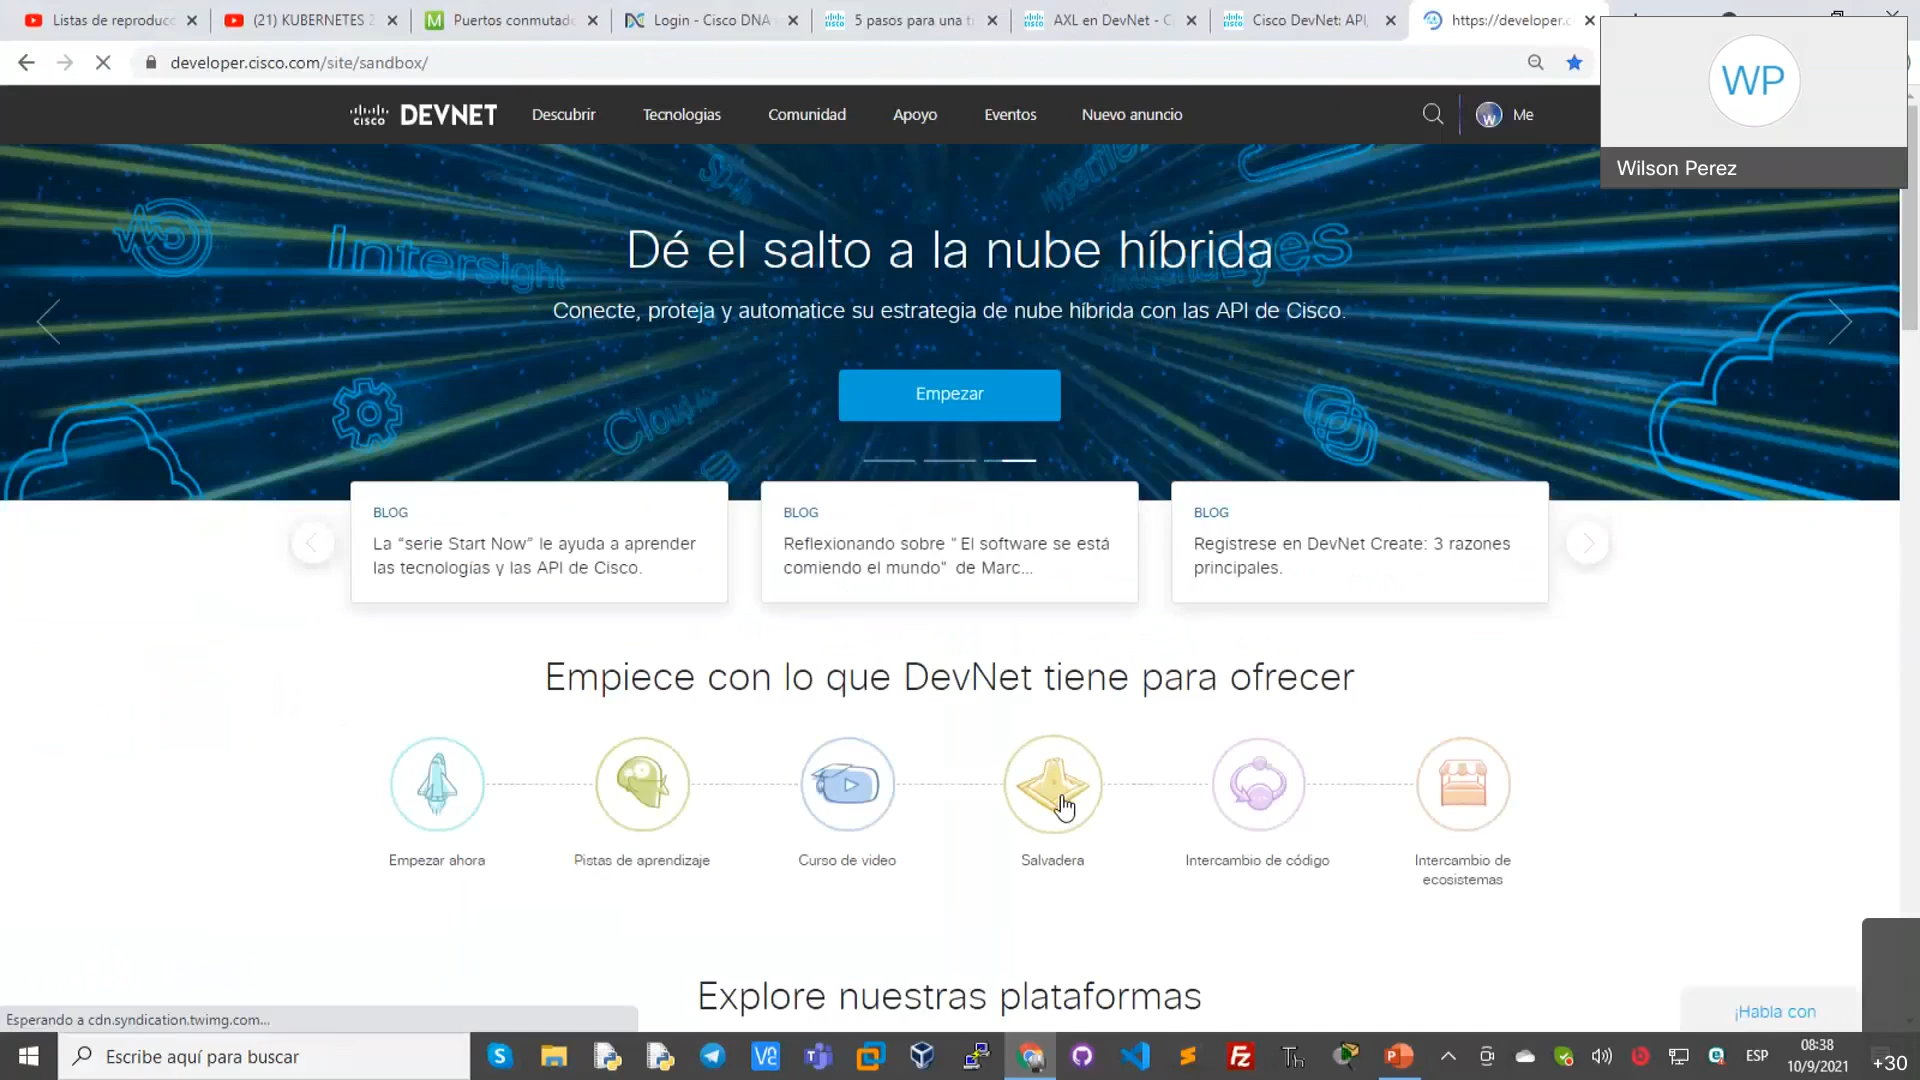 Listas de reproducc
(21) KUBERNETES 2
Puertos conmutado
Login - Cisco DNA
5 pasos para una t
AXL en DevNet - C
Cisco DevNet: API,
https://developer.c
developer.cisco.com/site/sandbox/
WP
Wilson Perez
cisco DEVNET
Descubrir
Tecnologias
Comunidad
Apoyo
Eventos
Nuevo anuncio
W
Me
Intersight
Dé el salto a la nube híbrida
Conecte, proteja y automatice su estrategia de nube híbrida con las API de Cisco.
Empezar
BLOG
La “serie Start Now” le ayuda a aprender
las tecnologías y las API de Cisco.
BLOG
Reflexionando sobre “ El software se está
comiendo el mundo” de Marc...
BLOG
Regístrese en DevNet Create: 3 razones
principales.
Empiece con lo que DevNet tiene para ofrecer
Empezar ahora
Pistas de aprendizaje
Curso de video
Salvadera
Intercambio de código
Intercambio de
ecosistemas
Explore nuestras plataformas
¡Habla con
Esperando a cdn.syndication.twimg.com...
Escribe aquí para buscar
ESP
08:38
10/9/2021
+30